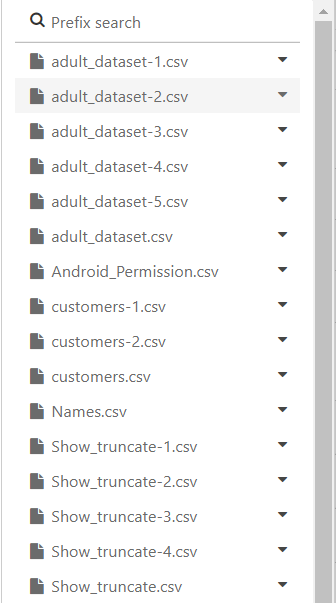 Prefix search
adult_dataset-1.csv
adult_dataset-2.csv
adult_dataset-3.csv
adult_dataset-4.csv
adult_dataset-5.csv
adult_dataset.csv
Android_Permission.csv
customers-1.csv
customers-2.csv
customers.csv
Names.csv
Show_truncate-1.csv
Show_truncate-2.csv
Show_truncate-3.csv
Show_truncate-4.csv
Show_truncate.csv